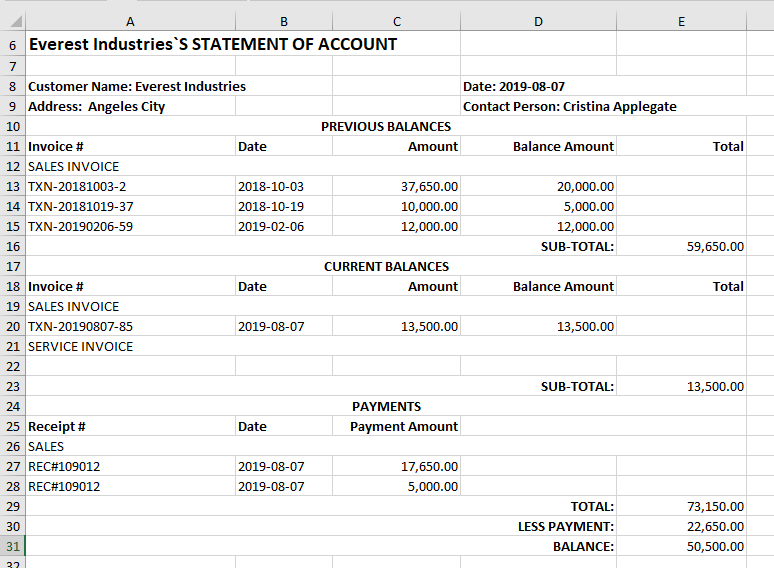 A B C D E
6 Everest Industries`S STATEMENT OF ACCOUNT
7
8 Customer Name: Everest Industries Date: 2019-08-07
9 Address:  Angeles City Contact Person: Cristina Applegate
10 PREVIOUS BALANCES
11 Invoice # Date Amount Balance Amount Total
12 SALES INVOICE
13 TXN-20181003-2 2018-10-03 37,650.00 20,000.00
14 TXN-20181019-37 2018-10-19 10,000.00 5,000.00
15 TXN-20190206-59 2019-02-06 12,000.00 12,000.00
16 SUB-TOTAL: 59,650.00
17 CURRENT BALANCES
18 Invoice # Date Amount Balance Amount Total
19 SALES INVOICE
20 TXN-20190807-85 2019-08-07 13,500.00 13,500.00
21 SERVICE INVOICE
22
23 SUB-TOTAL: 13,500.00
24 PAYMENTS
25 Receipt # Date Payment Amount
26 SALES
27 REC#109012 2019-08-07 17,650.00
28 REC#109012 2019-08-07 5,000.00
29 TOTAL: 73,150.00
30 LESS PAYMENT: 22,650.00
31 BALANCE: 50,500.00
32